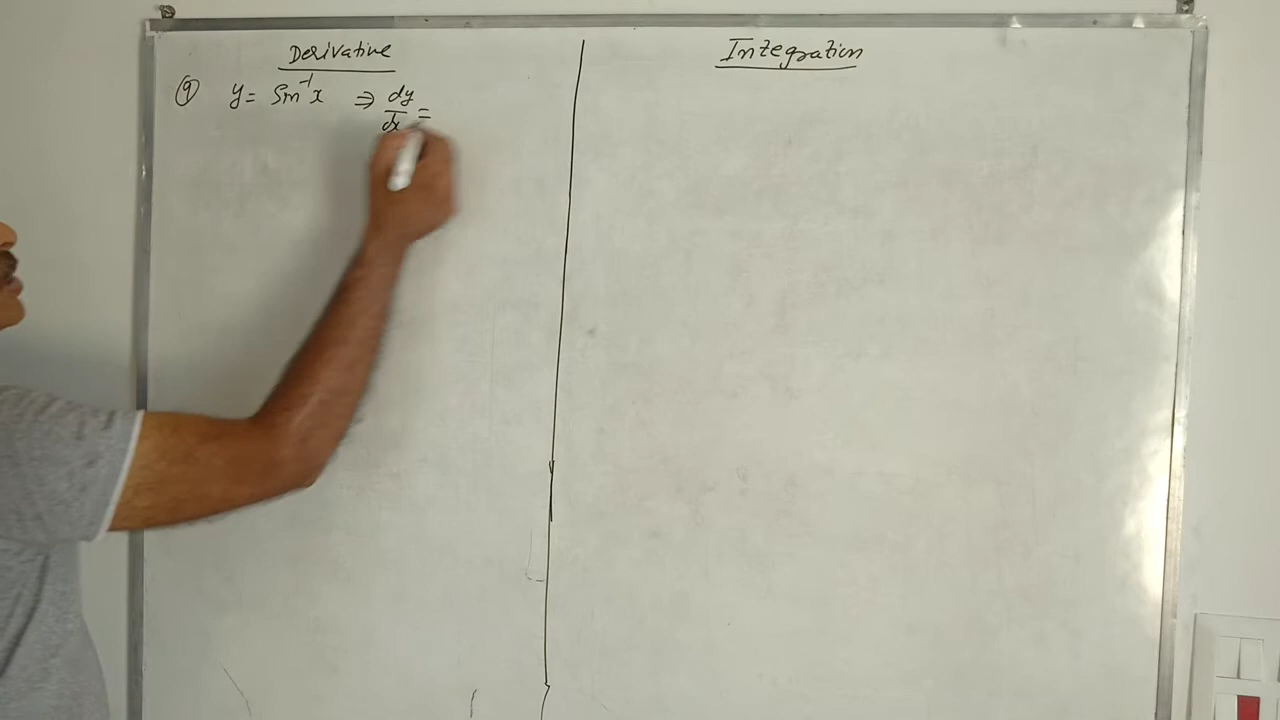 Derivative
Integration
⑨ y = Sin⁻¹x ⇒ dy/dx =